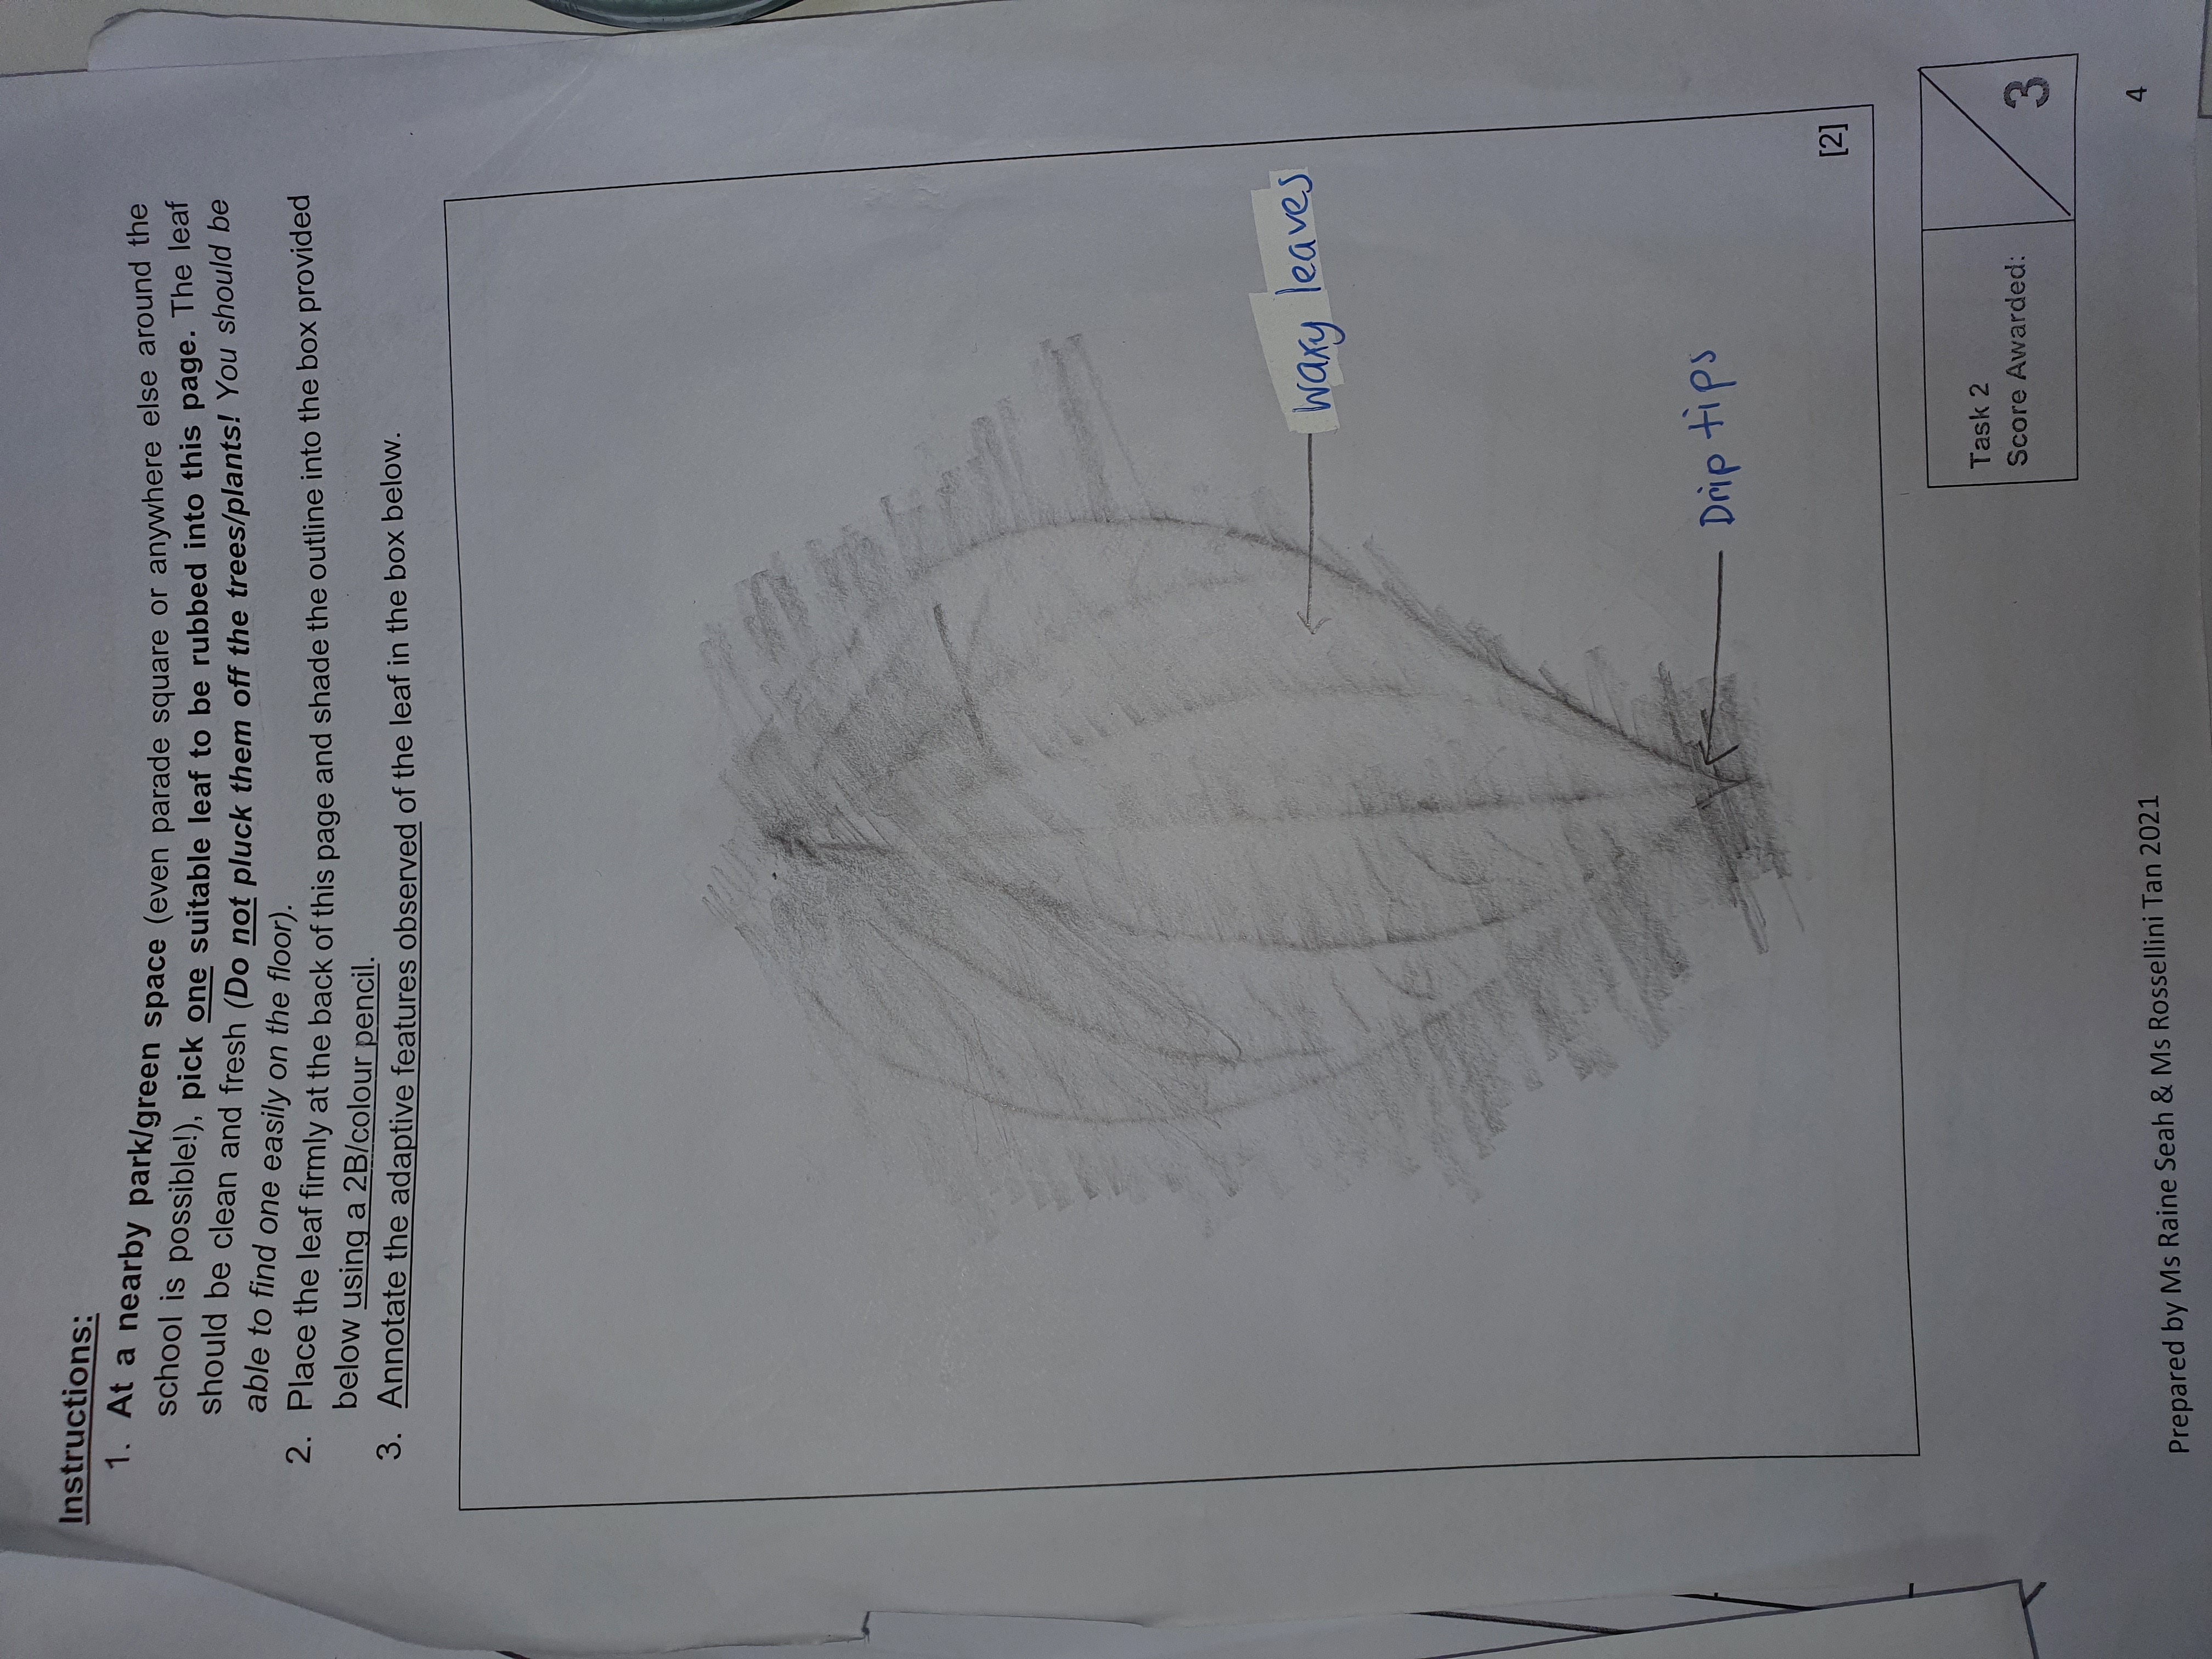 Instructions:
1. At a nearby park/green space (even parade square or anywhere else around the
school is possible!), pick one suitable leaf to be rubbed into this page. The leaf
should be clean and fresh (Do not pluck them off the trees/plants! You should be
able to find one easily on the floor).
2. Place the leaf firmly at the back of this page and shade the outline into the box provided
below using a 2B/colour pencil.
3. Annotate the adaptive features observed of the leaf in the box below.
waxy leaves
Drip tips
[2]
Task 2
Score Awarded:
3
4
Prepared by Ms Raine Seah & Ms Rossellini Tan 2021